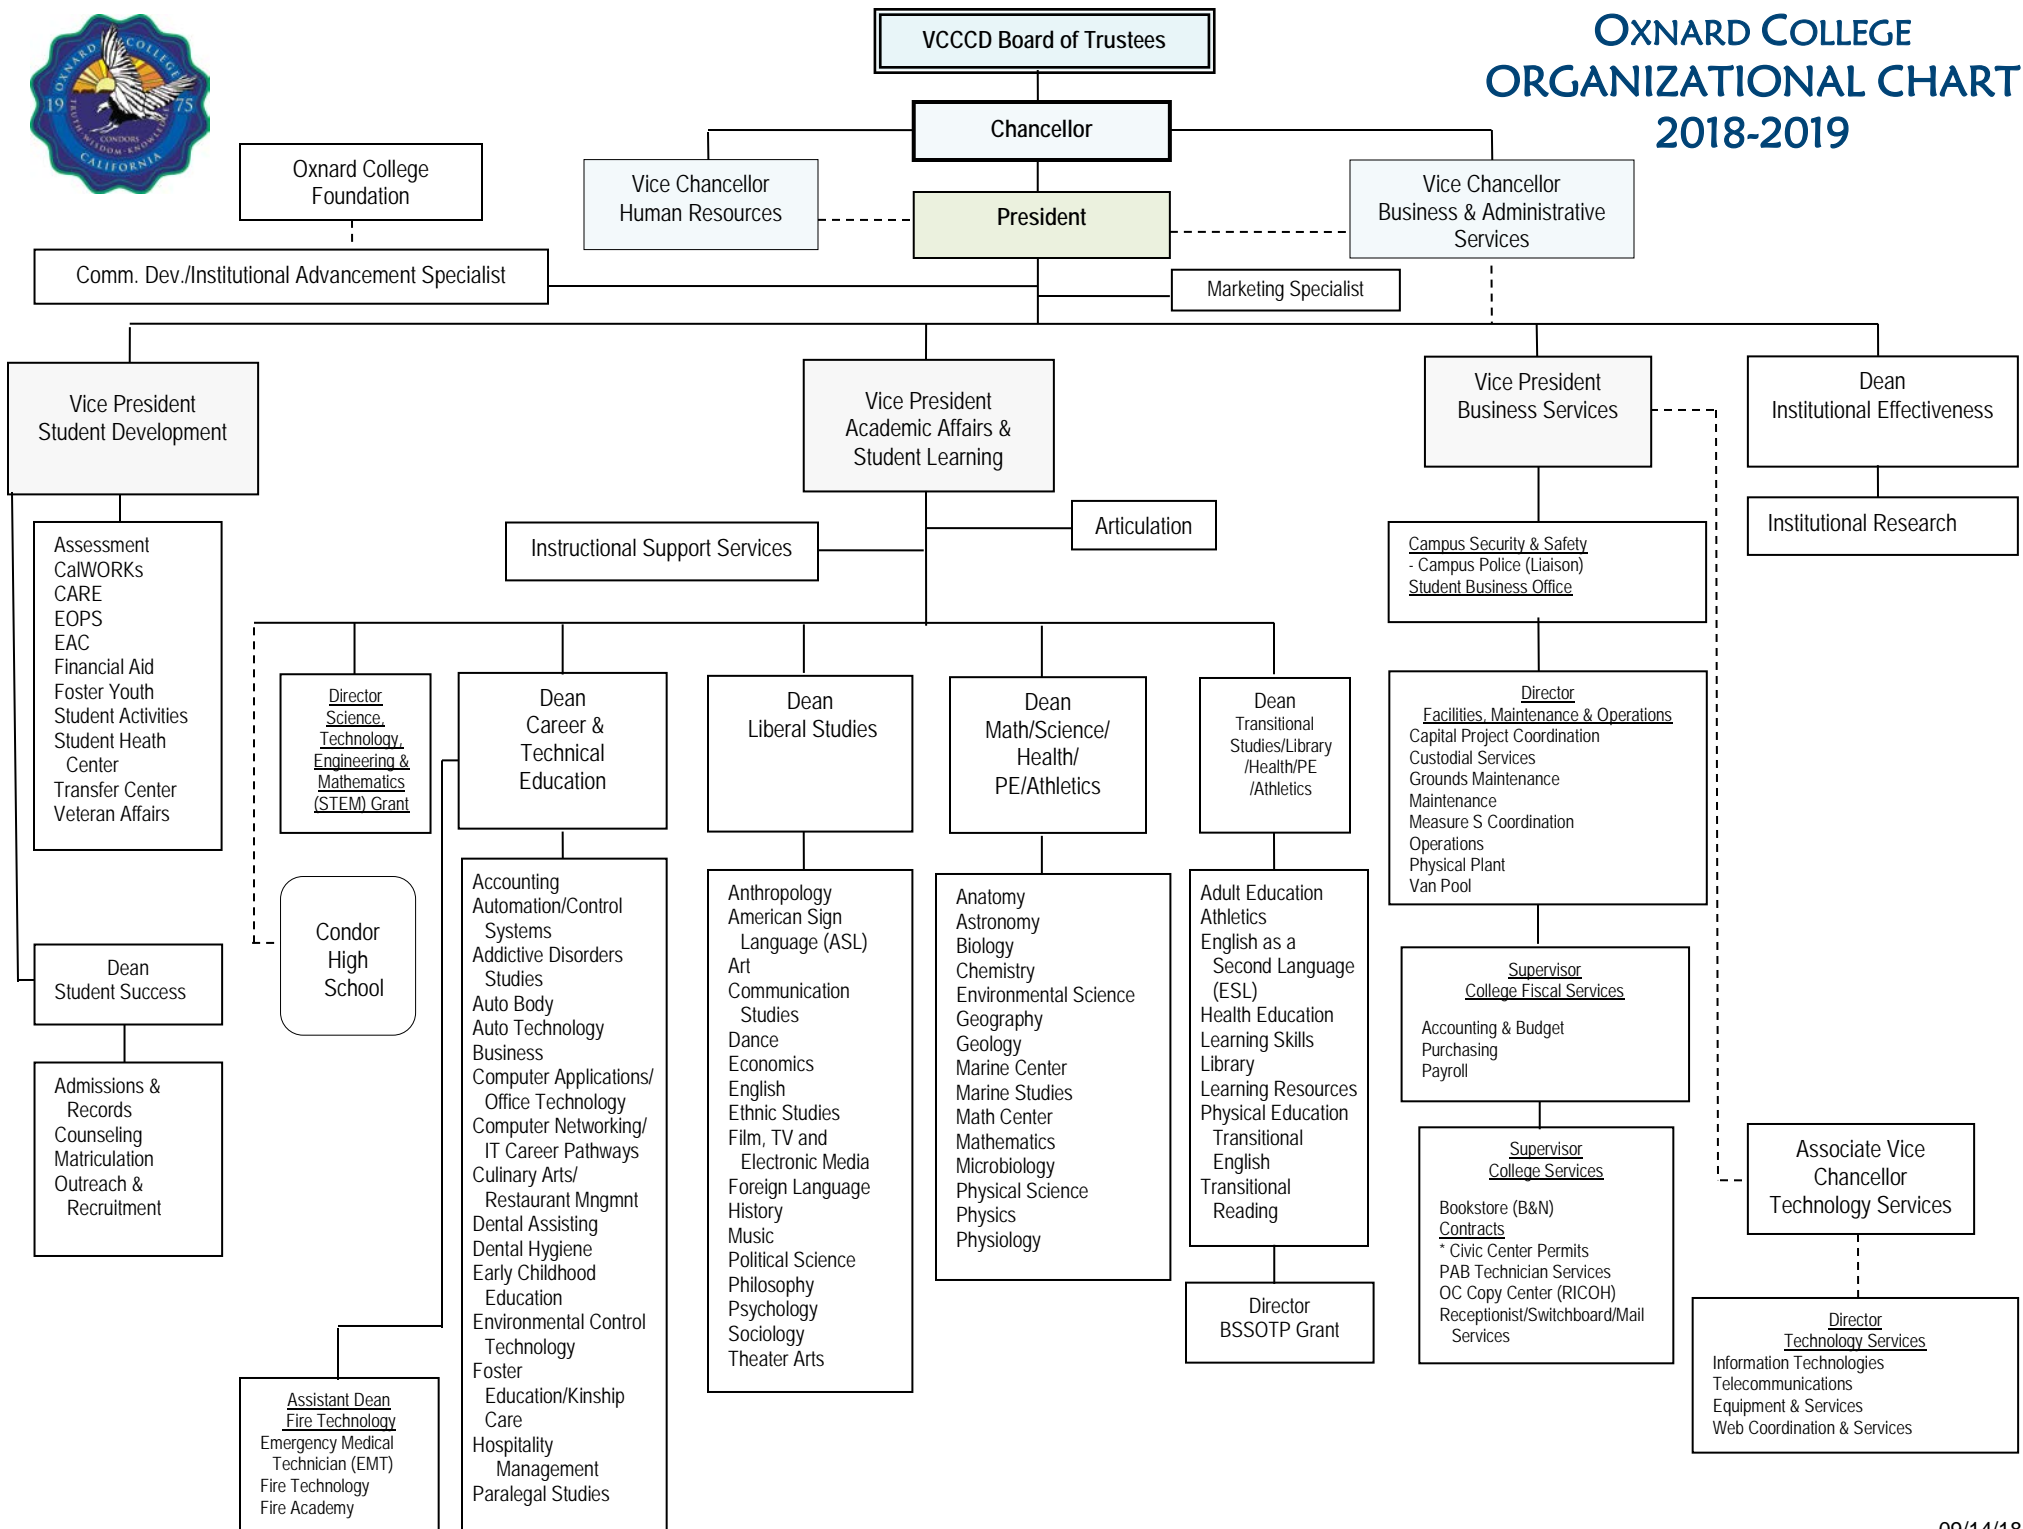 OXNARD COLLEGE
ORGANIZATIONAL CHART
2018-2019
OXNARD COLLEGE
1975
TRUTH·WISDOM·KNOWLEDGE
CONDORS
CALIFORNIA
VCCCD Board of Trustees
Chancellor
Oxnard College
Foundation
Vice Chancellor
Human Resources
President
Vice Chancellor
Business & Administrative
Services
Comm. Dev./Institutional Advancement Specialist
Marketing Specialist
Vice President
Student Development
Vice President
Academic Affairs &
Student Learning
Vice President
Business Services
Dean
Institutional Effectiveness
Institutional Research
Articulation
Instructional Support Services
Assessment
CalWORKs
CARE
EOPS
EAC
Financial Aid
Foster Youth
Student Activities
Student Heath
Center
Transfer Center
Veteran Affairs
Dean
Student Success
Admissions &
Records
Counseling
Matriculation
Outreach &
Recruitment
Director
Science,
Technology,
Engineering &
Mathematics
(STEM) Grant
Condor
High
School
Dean
Career &
Technical
Education
Accounting
Automation/Control
Systems
Addictive Disorders
Studies
Auto Body
Auto Technology
Business
Computer Applications/
Office Technology
Computer Networking/
IT Career Pathways
Culinary Arts/
Restaurant Mngmnt
Dental Assisting
Dental Hygiene
Early Childhood
Education
Environmental Control
Technology
Foster
Education/Kinship
Care
Hospitality
Management
Paralegal Studies
Assistant Dean
Fire Technology
Emergency Medical
Technician (EMT)
Fire Technology
Fire Academy
Dean
Liberal Studies
Anthropology
American Sign
Language (ASL)
Art
Communication
Studies
Dance
Economics
English
Ethnic Studies
Film, TV and
Electronic Media
Foreign Language
History
Music
Political Science
Philosophy
Psychology
Sociology
Theater Arts
Dean
Math/Science/
Health/
PE/Athletics
Anatomy
Astronomy
Biology
Chemistry
Environmental Science
Geography
Geology
Marine Center
Marine Studies
Math Center
Mathematics
Microbiology
Physical Science
Physics
Physiology
Dean
Transitional
Studies/Library
/Health/PE
/Athletics
Adult Education
Athletics
English as a
Second Language
(ESL)
Health Education
Learning Skills
Library
Learning Resources
Physical Education
Transitional
English
Transitional
Reading
Director
BSSOTP Grant
Campus Security & Safety
- Campus Police (Liaison)
Student Business Office
Director
Facilities, Maintenance & Operations
Capital Project Coordination
Custodial Services
Grounds Maintenance
Maintenance
Measure S Coordination
Operations
Physical Plant
Van Pool
Supervisor
College Fiscal Services
Accounting & Budget
Purchasing
Payroll
Supervisor
College Services
Bookstore (B&N)
Contracts
* Civic Center Permits
PAB Technician Services
OC Copy Center (RICOH)
Receptionist/Switchboard/Mail
Services
Associate Vice
Chancellor
Technology Services
Director
Technology Services
Information Technologies
Telecommunications
Equipment & Services
Web Coordination & Services
09/14/18